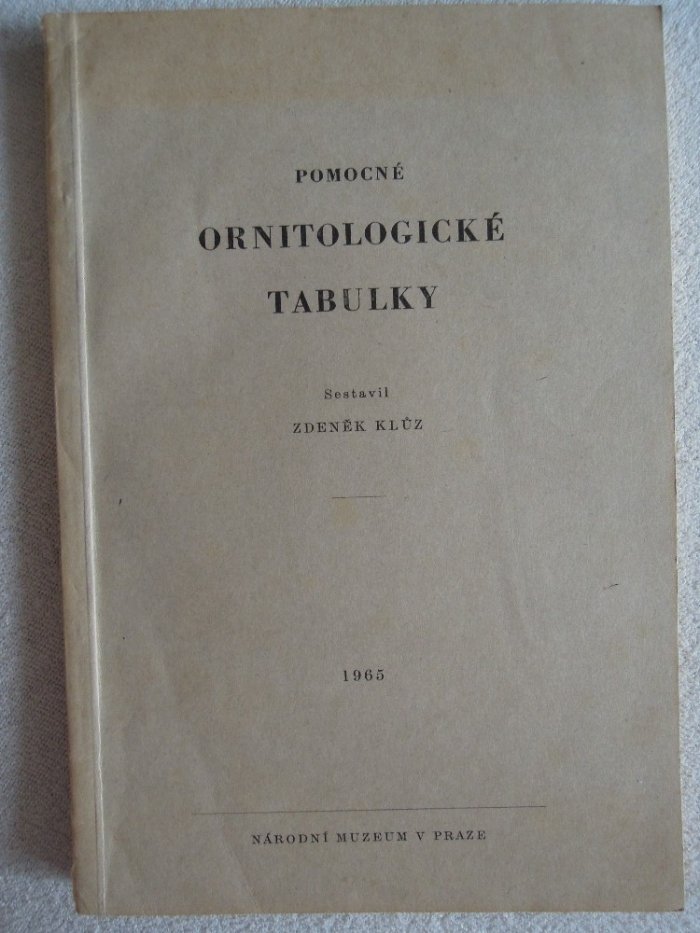 POMOCNÉ
ORNITOLOGICKÉ
TABULKY
Sestavil
ZDENĚK KLŮZ
1965
NÁRODNÍ MUZEUM V PRAZE